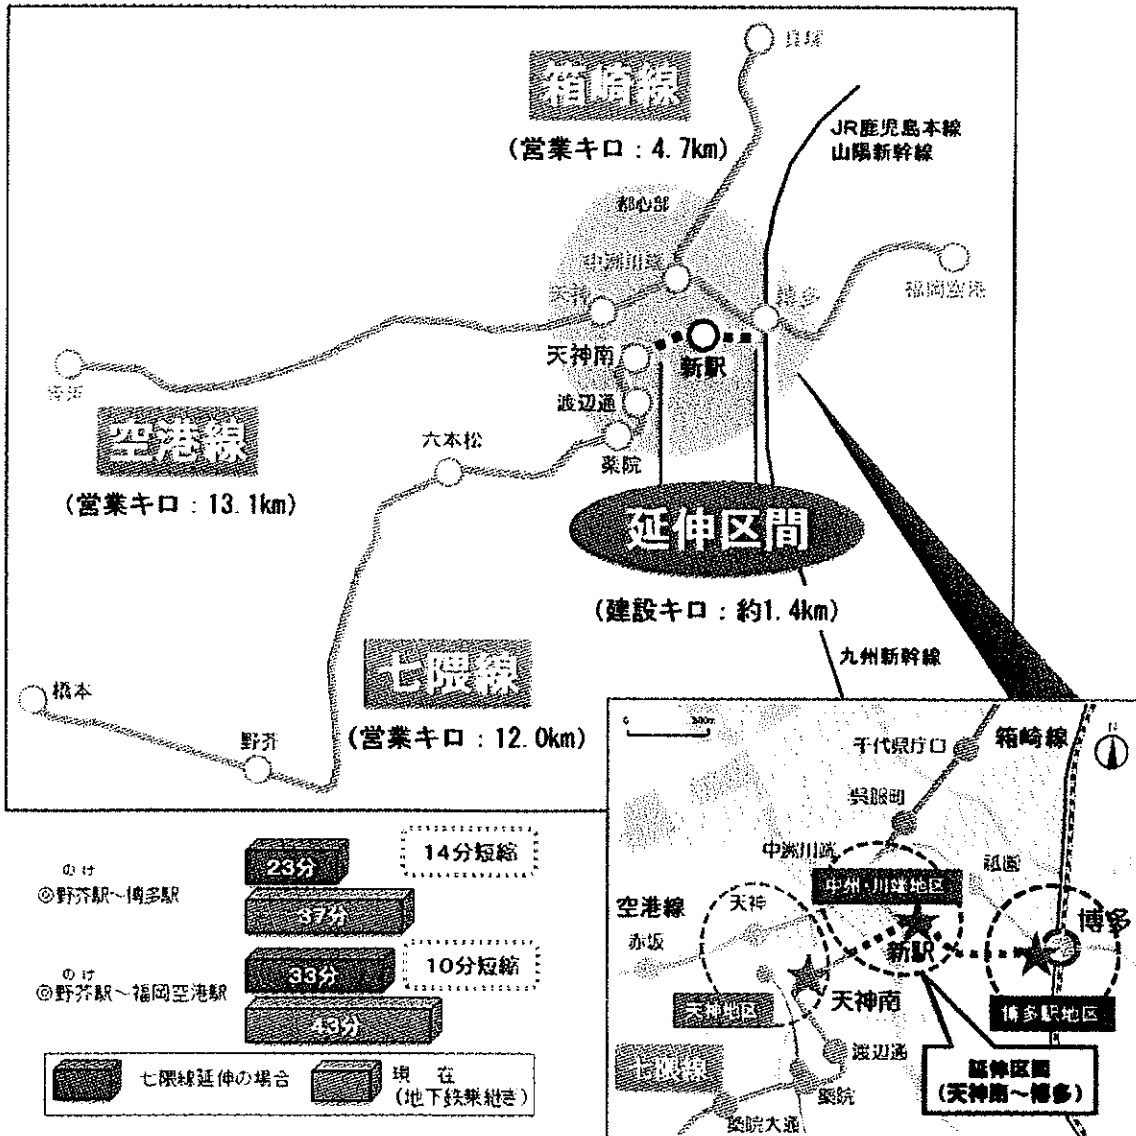 貝塚
箱崎線
(営業キロ：4.7km)
JR鹿児島本線
山陽新幹線
都心部
中洲川端
天神
博多
福岡空港
天神南
新駅
姪浜
渡辺通
空港線
(営業キロ：13.1km)
六本松
薬院
延伸区間
(建設キロ：約1.4km)
九州新幹線
七隈線
(営業キロ：12.0km)
橋本
野芥
0
N
千代県庁口
箱崎線
呉服町
中洲川端
祇園
中州・川端地区
空港線
天神
赤坂
新駅
博多
天神地区
天神南
博多駅地区
七隈線
渡辺通
薬院
薬院大通
延伸区間
(天神南～博多)
のけ
◎野芥駅～博多駅
23分
14分短縮
37分
のけ
◎野芥駅～福岡空港駅
33分
10分短縮
43分
七隈線延伸の場合
現　在
(地下鉄乗継ぎ)